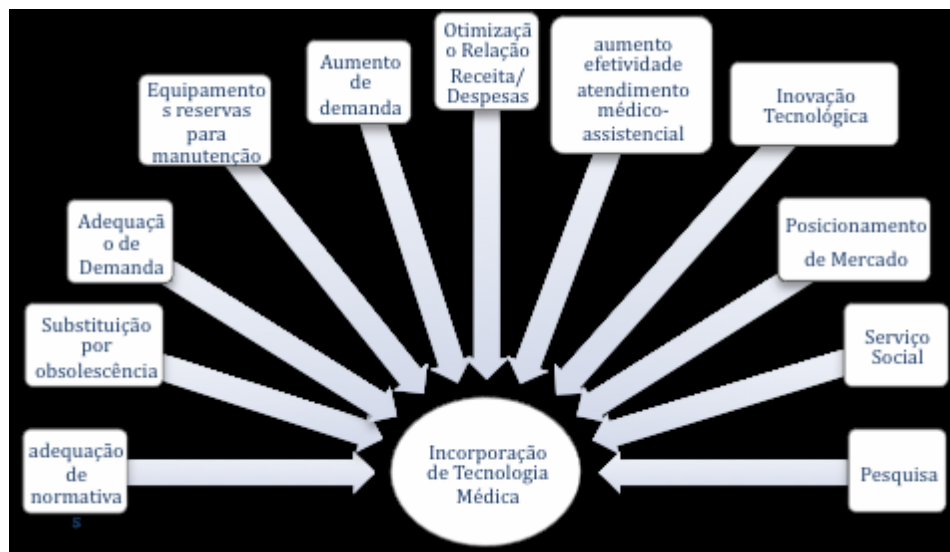 adequação
de
normativa
s
Substituição
por
obsolescência
Adequaçã
o de
Demanda
Equipamento
s reservas
para
manutenção
Aumento
de
demanda
Otimizaçã
o Relação
Receita/
Despesas
aumento
efetividade
atendimento
médico-
assistencial
Inovação
Tecnológica
Posicionamento
de Mercado
Serviço
Social
Pesquisa
Incorporação
de Tecnologia
Médica